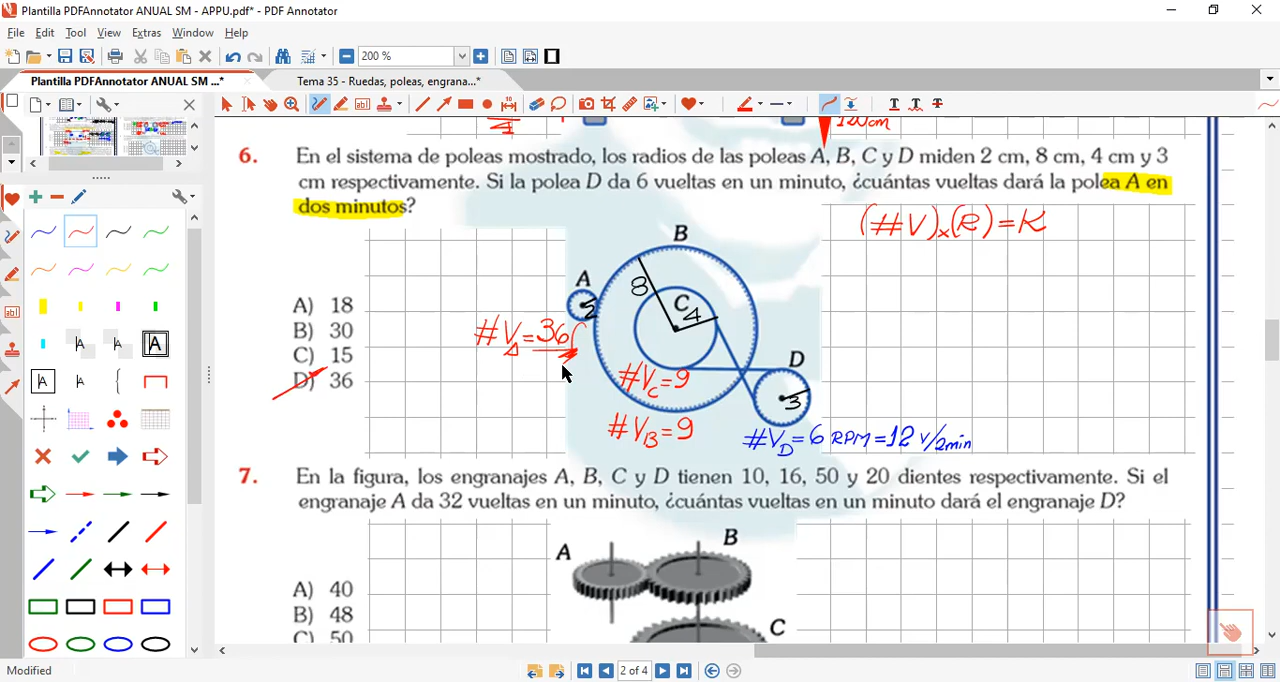 Plantilla PDFAnnotator ANUAL SM - APPU.pdf* - PDF Annotator
File Edit Tool View Extras Window Help
200 %
Plantilla PDFAnnotator ANUAL SM ...* Tema 35 - Ruedas, poleas, engrana...*
4
120cm
6. En el sistema de poleas mostrado, los radios de las poleas A, B, C y D miden 2 cm, 8 cm, 4 cm y 3
cm respectivamente. Si la polea D da 6 vueltas en un minuto, ¿cuántas vueltas dará la polea A en
dos minutos?
(#V)x(R)=K
B
A
8
C
4
2
A) 18
B) 30
C) 15
D) 36
#VA=36
D
3
#VC=9
#VB=9
#VD=6 RPM=12 V/2min
7. En la figura, los engranajes A, B, C y D tienen 10, 16, 50 y 20 dientes respectivamente. Si el
engranaje A da 32 vueltas en un minuto, ¿cuántas vueltas en un minuto dará el engranaje D?
A
B
A) 40
B) 48
C) 50
C
Modified
2 of 4